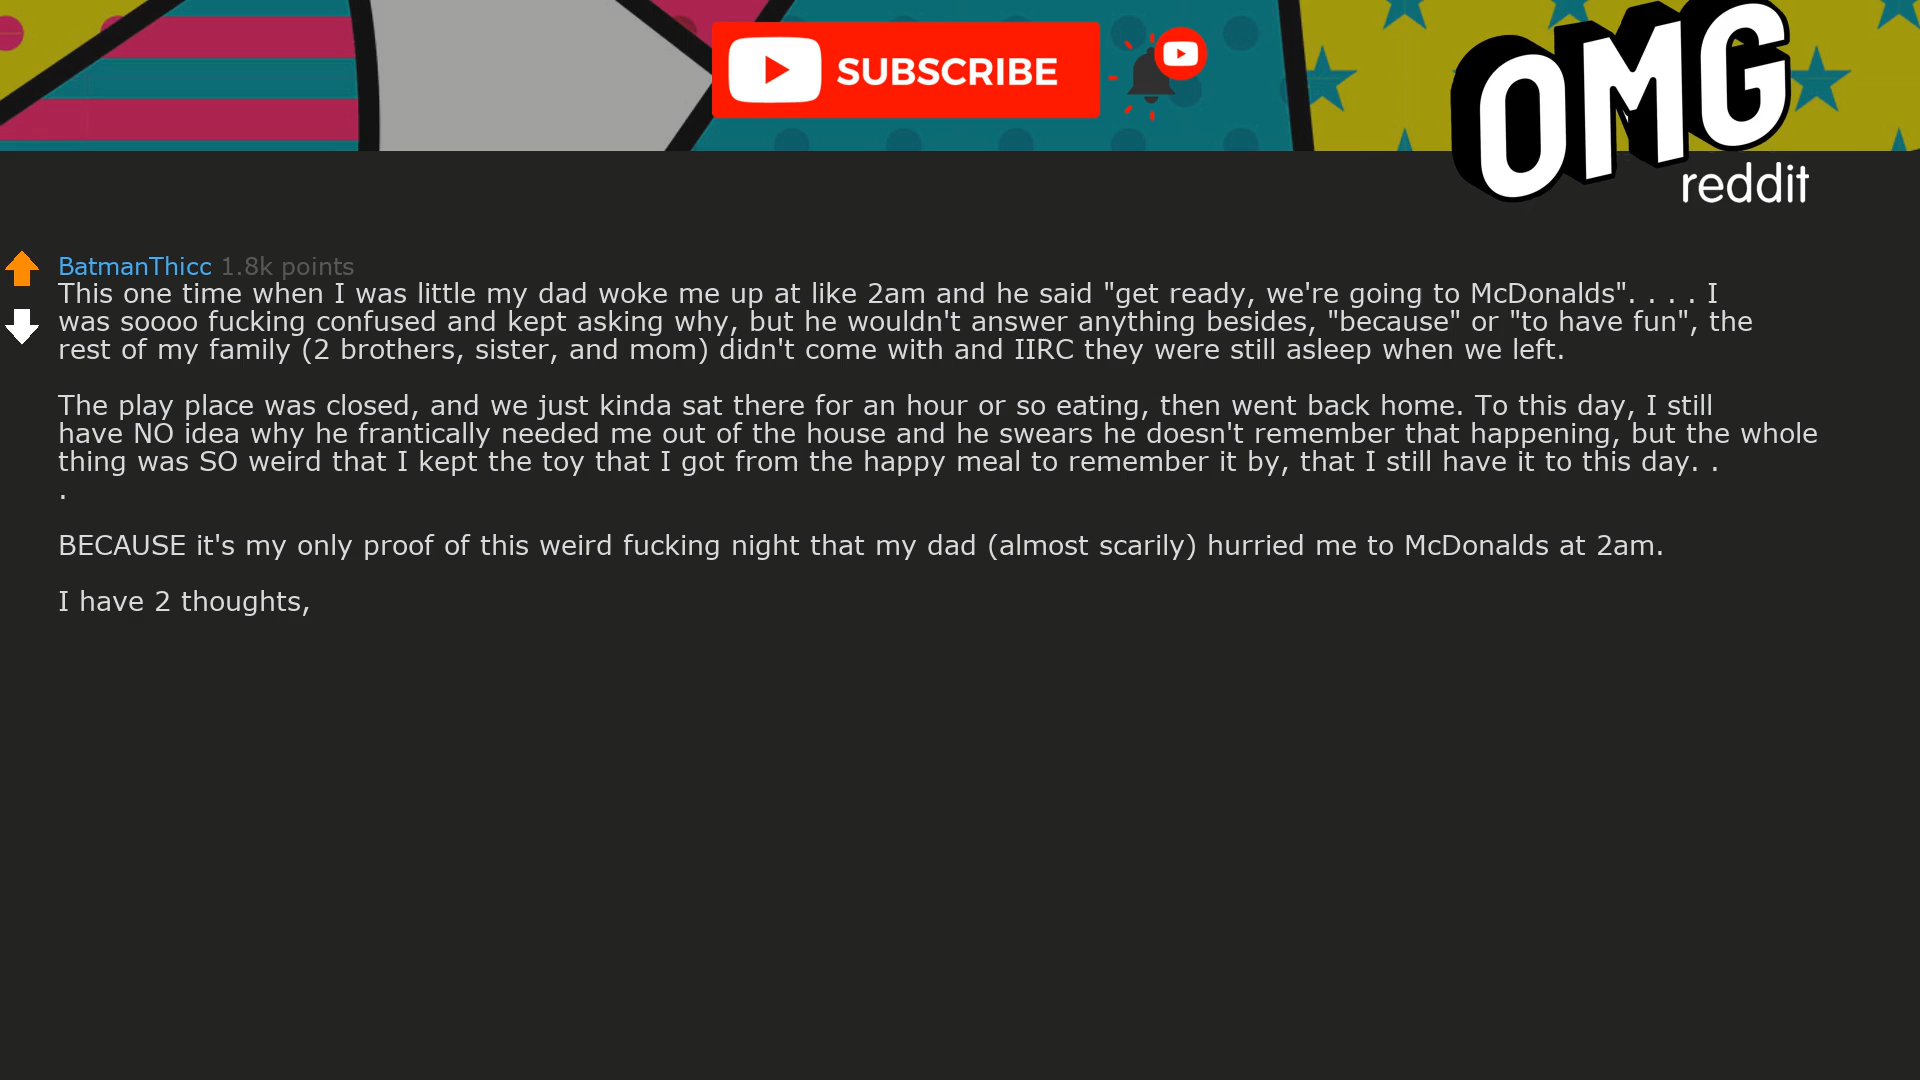 SUBSCRIBE
OMG
reddit
BatmanThicc 1.8k points
This one time when I was little my dad woke me up at like 2am and he said "get ready, we're going to McDonalds". . . . I
was soooo fucking confused and kept asking why, but he wouldn't answer anything besides, "because" or "to have fun", the
rest of my family (2 brothers, sister, and mom) didn't come with and IIRC they were still asleep when we left.
The play place was closed, and we just kinda sat there for an hour or so eating, then went back home. To this day, I still
have NO idea why he frantically needed me out of the house and he swears he doesn't remember that happening, but the whole
thing was SO weird that I kept the toy that I got from the happy meal to remember it by, that I still have it to this day. .
.
BECAUSE it's my only proof of this weird fucking night that my dad (almost scarily) hurried me to McDonalds at 2am.
I have 2 thoughts,